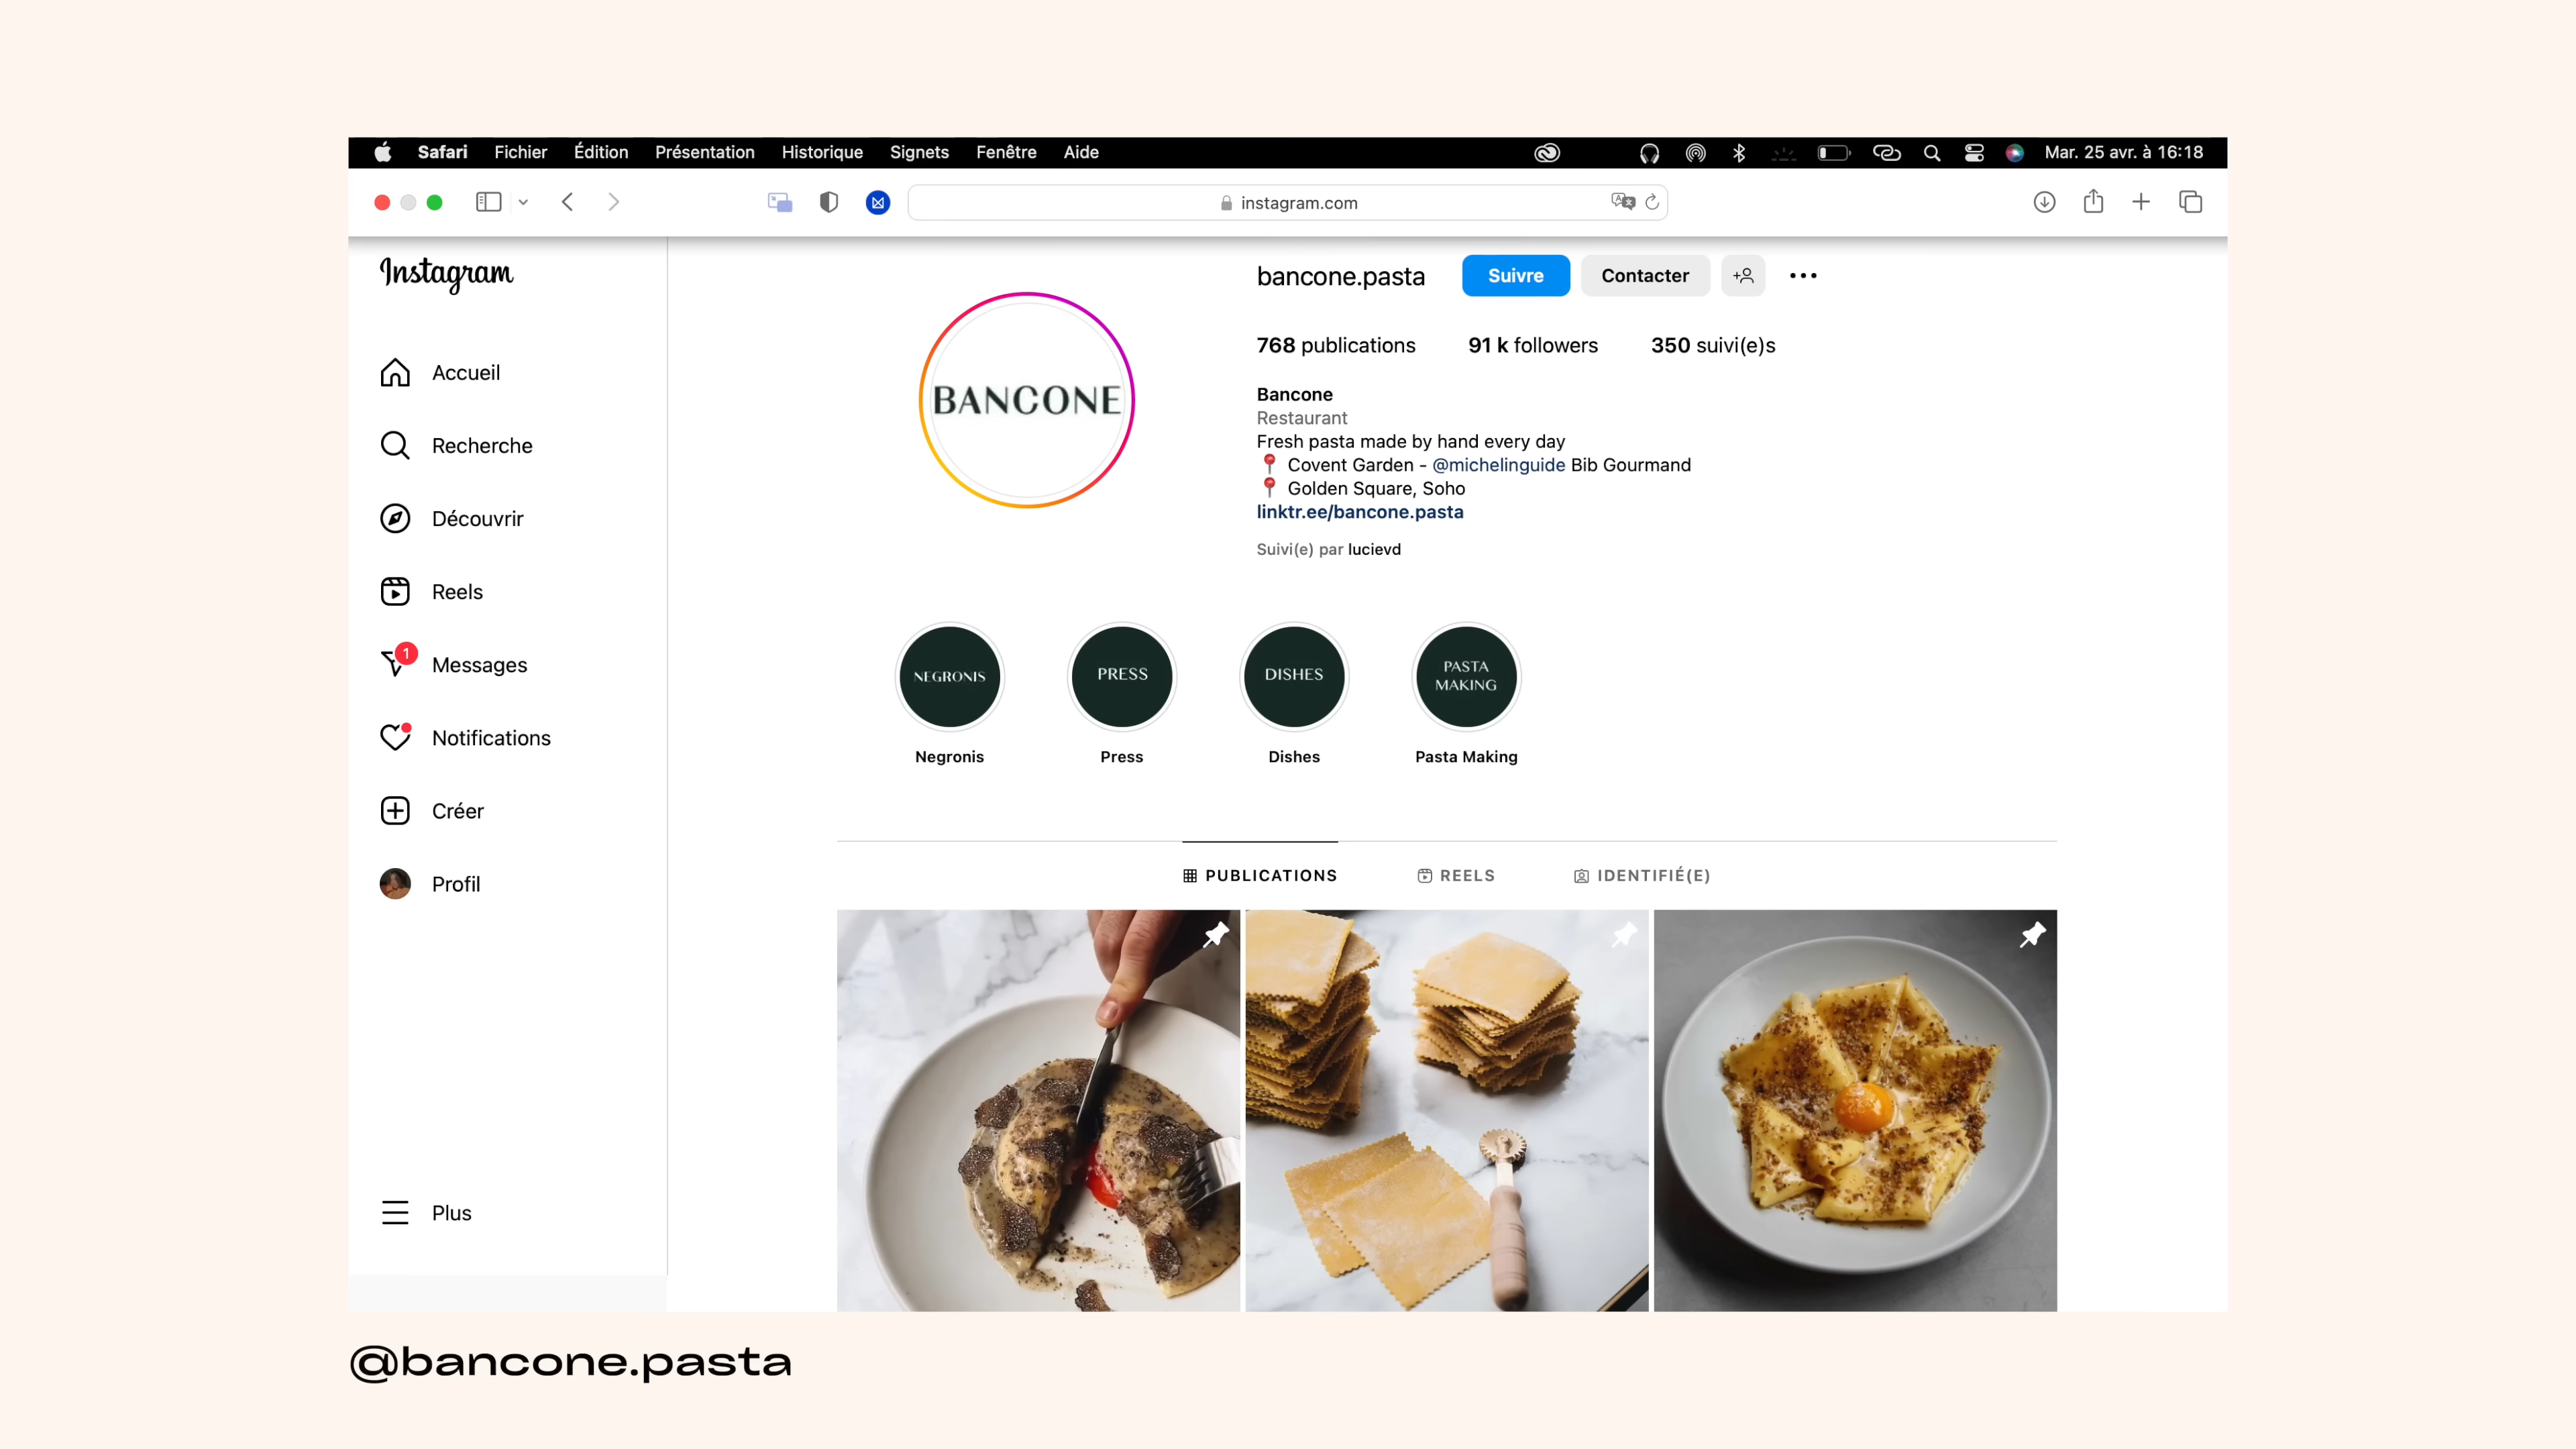 Safari Fichier Édition Présentation Historique Signets Fenêtre Aide Mar. 25 avr. à 16:18
instagram.com
Instagram
Accueil
Recherche
Découvrir
Reels
1
Messages
Notifications
Créer
Profil
Plus
BANCONE
bancone.pasta Suivre Contacter
768 publications 91 k followers 350 suivi(e)s
Bancone
Restaurant
Fresh pasta made by hand every day
Covent Garden - @michelinguide Bib Gourmand
Golden Square, Soho
linktr.ee/bancone.pasta
Suivi(e) par lucievd
NEGRONIS
PRESS
DISHES
PASTA
MAKING
Negronis Press Dishes Pasta Making
PUBLICATIONS REELS IDENTIFIÉ(E)
@bancone.pasta